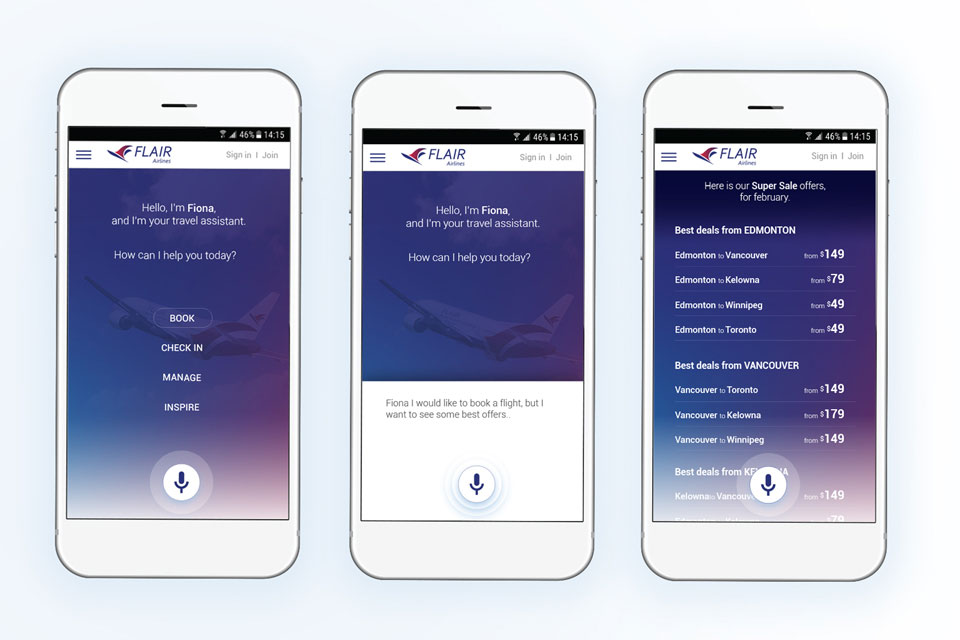 46% 14:15
FLAIR
Airlines
Sign in | Join
Hello, I'm Fiona,
and I'm your travel assistant.
How can I help you today?
BOOK
CHECK IN
MANAGE
INSPIRE
46% 14:15
FLAIR
Airlines
Sign in | Join
Hello, I'm Fiona,
and I'm your travel assistant.
How can I help you today?
Fiona I would like to book a flight, but I
want to see some best offers..
46% 14:15
FLAIR
Airlines
Sign in | Join
Here is our Super Sale offers,
for february.
Best deals from EDMONTON
Edmonton to Vancouver from $149
Edmonton to Kelowna from $79
Edmonton to Winnipeg from $49
Edmonton to Toronto from $49
Best deals from VANCOUVER
Vancouver to Toronto from $149
Vancouver to Kelowna from $179
Vancouver to Winnipeg from $149
Best deals from
Kelowna to from $149
from $79